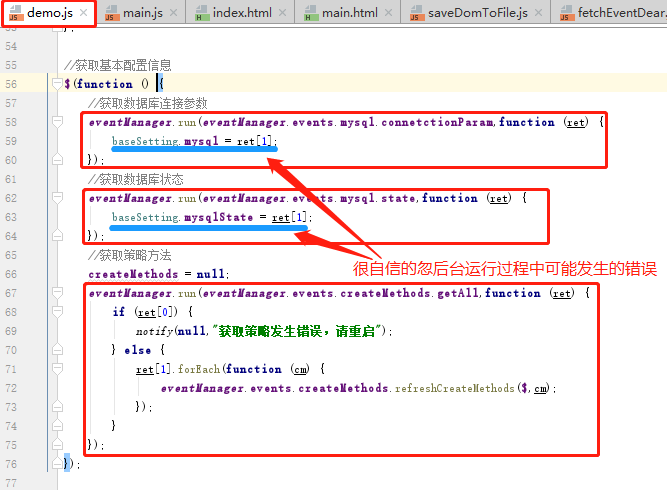 demo.js × main.js × index.html × main.html × saveDomToFile.js × fetchEventDear.
53 };
54
55 //获取基本配置信息
56 $(function () {
57 //获取数据库连接参数
58 eventManager.run(eventManager.events.mysql.connetctionParam,function (ret) {
59 baseSetting.mysql = ret[1];
60 });
61 //获取数据库状态
62 eventManager.run(eventManager.events.mysql.state,function (ret) {
63 baseSetting.mysqlState = ret[1];
64 });
很自信的忽后台运行过程中可能发生的错误
65 //获取策略方法
66 createMethods = null;
67 eventManager.run(eventManager.events.createMethods.getAll,function (ret) {
68 if (ret[0]) {
69 notify(null,"获取策略发生错误，请重启");
70 } else {
71 ret[1].forEach(function (cm) {
72 eventManager.events.createMethods.refreshCreateMethods($,cm);
73 });
74 }
75 });
76 });
77